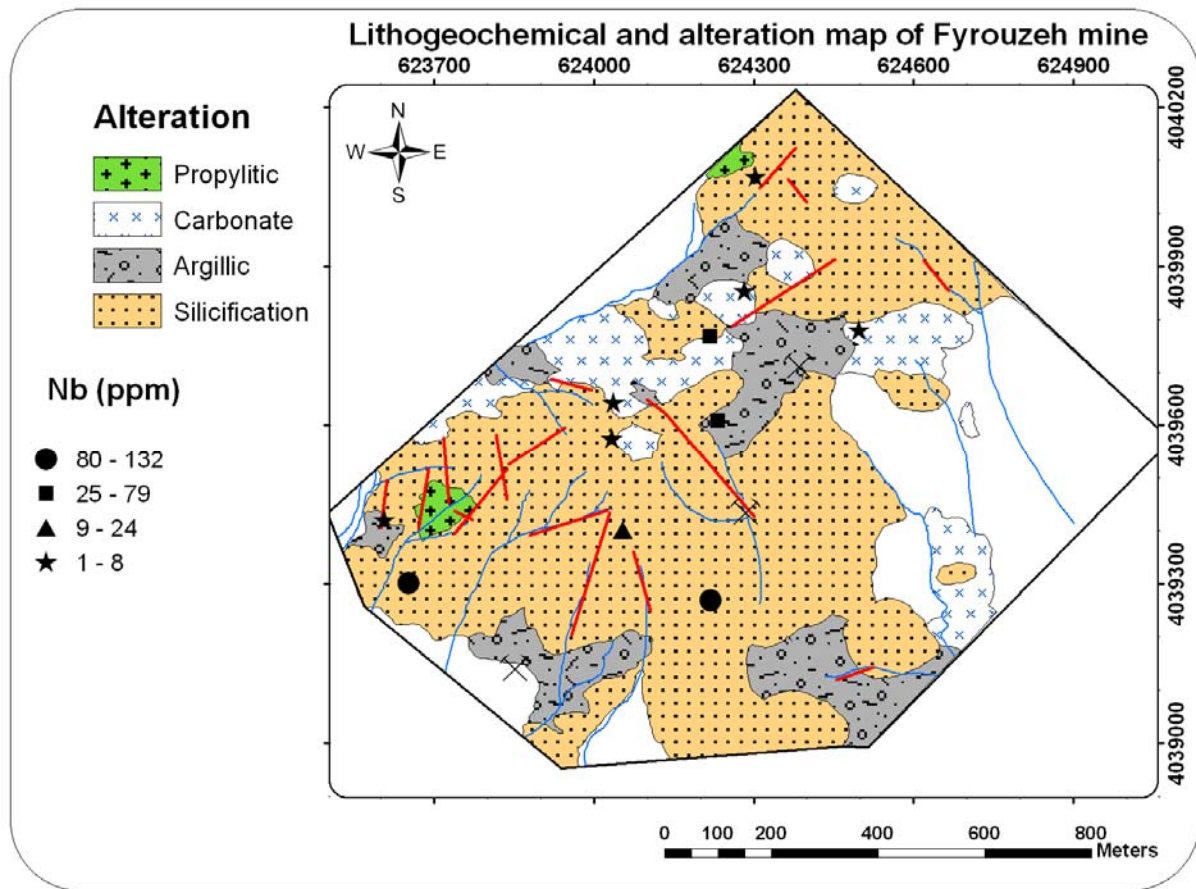 Lithogeochemical and alteration map of Fyrouzeh mine
623700 624000 624300 624600 624900
Alteration
Propylitic
Carbonate
Argillic
Silicification
N
W E
S
4040200
4039900
4039600
4039300
4039000
Nb (ppm)
80 - 132
25 - 79
9 - 24
1 - 8
0 100 200 400 600 800
Meters